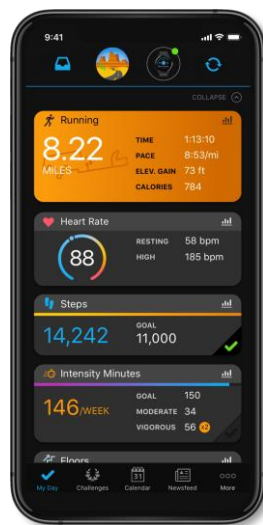 9:41
COLLAPSE
Running
8.22
MILES
TIME 1:13:10
PACE 8:53/mi
ELEV. GAIN 73 ft
CALORIES 784
Heart Rate
88
RESTING 58 bpm
HIGH 185 bpm
Steps
14,242
GOAL
11,000
Intensity Minutes
146/WEEK
GOAL 150
MODERATE 34
VIGOROUS 56 x2
Floors
31
My Day Challenges Calendar Newsfeed More